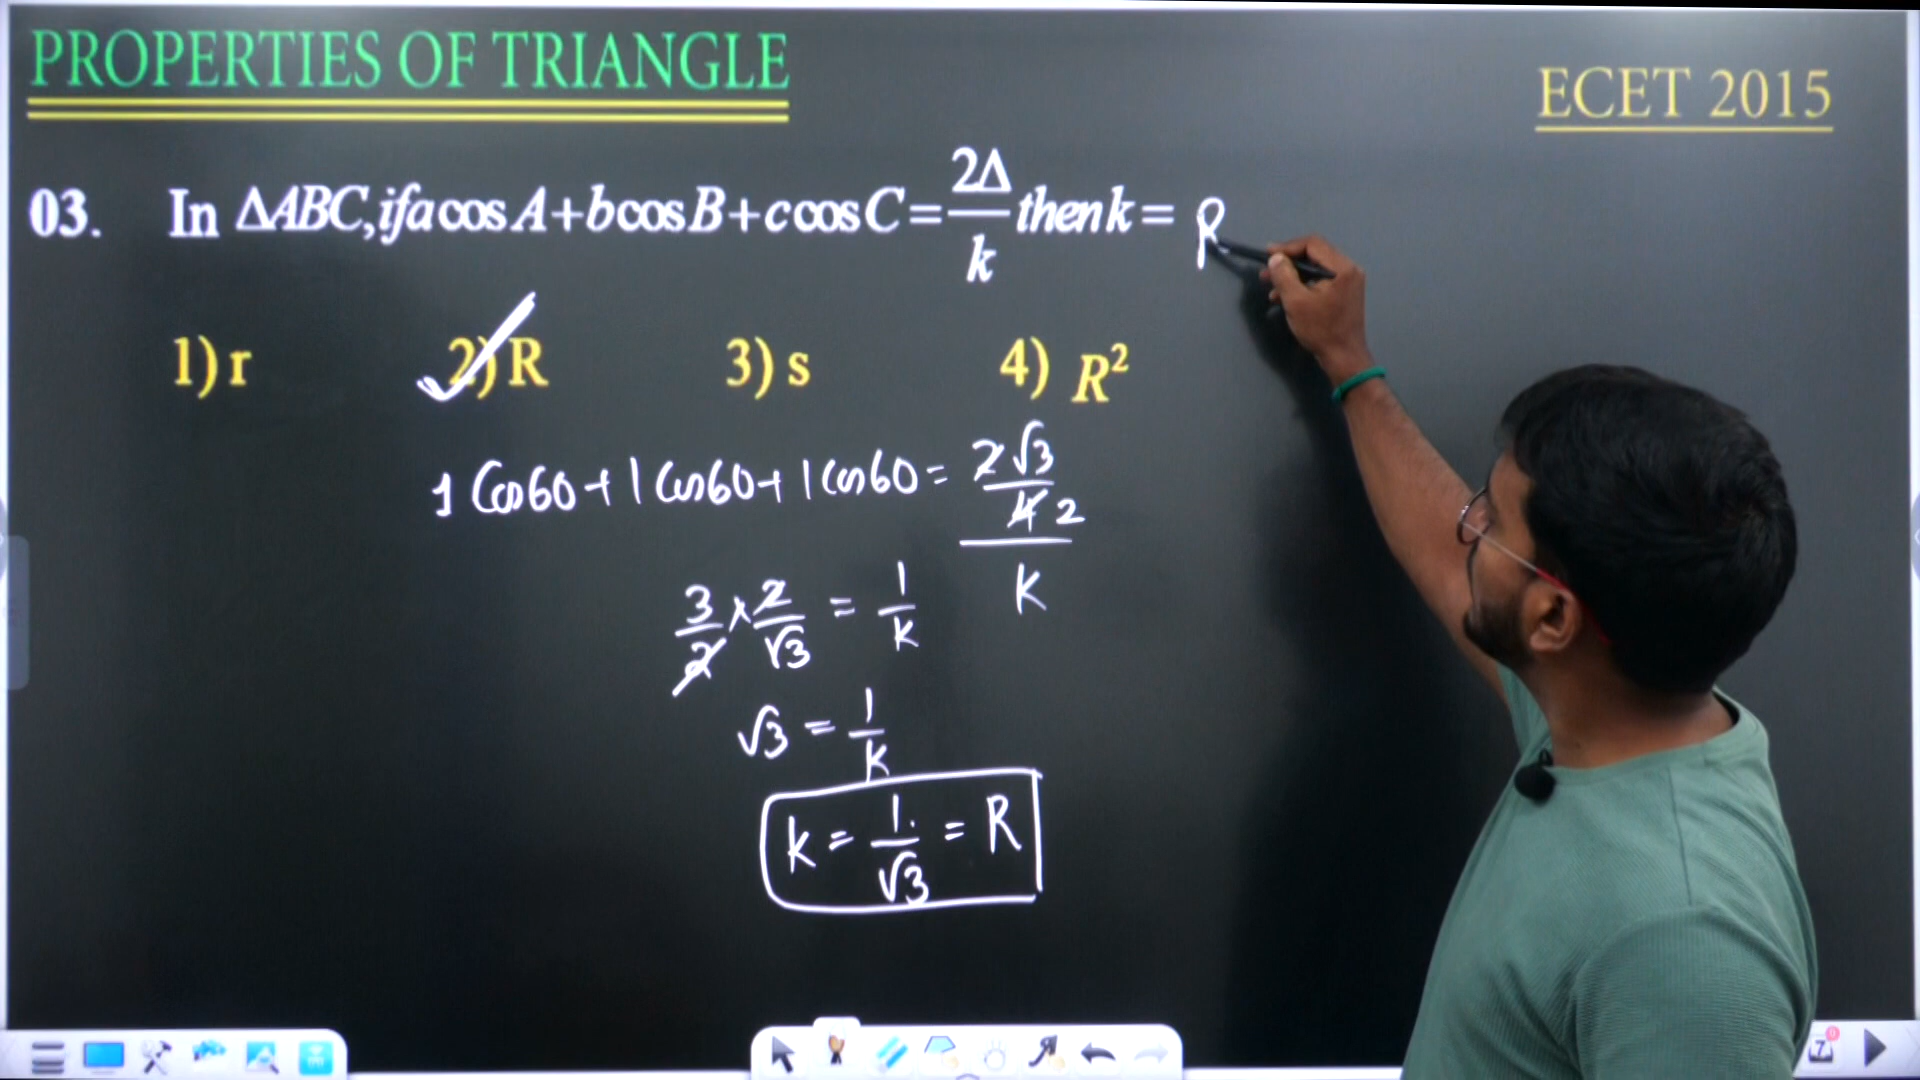 PROPERTIES OF TRIANGLE
ECET 2015
03. In ΔABC, if a cos A + b cos B + c cos C = 2Δ/k then k = R
1) r 2) R 3) s 4) R²
1 Cos60 + 1 Cos60 + 1 Cos60 = (2√3/4 2)/K
3/2 × 2/√3 = 1/K
√3 = 1/K
k = 1/√3 = R